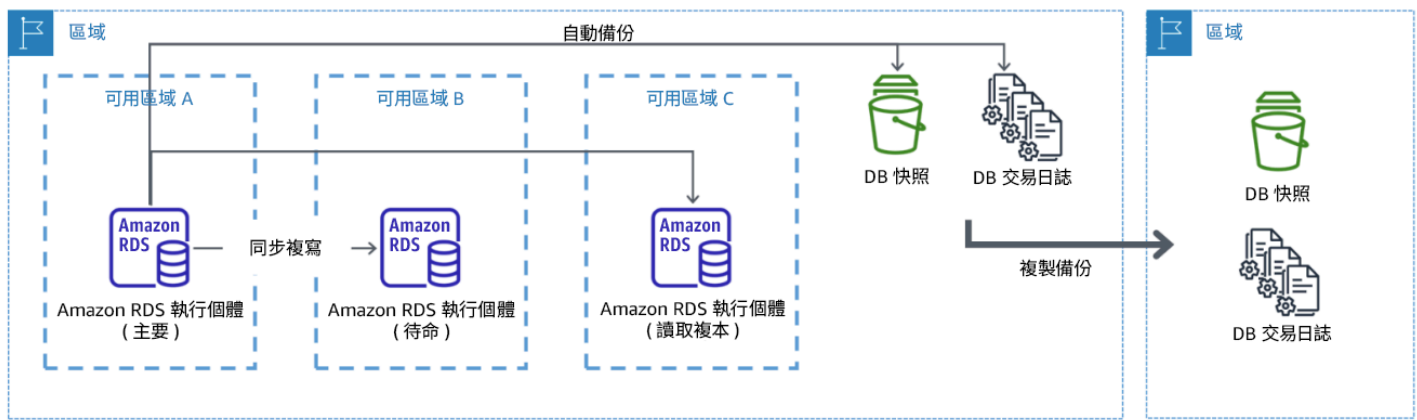 區域
自動備份
區域
可用區域 A
可用區域 B
可用區域 C
DB 快照
DB 交易日誌
DB 快照
Amazon
RDS
同步複寫
Amazon
RDS
Amazon
RDS
複製備份
Amazon RDS 執行個體
( 主要 )
Amazon RDS 執行個體
( 待命 )
Amazon RDS 執行個體
( 讀取複本 )
DB 交易日誌